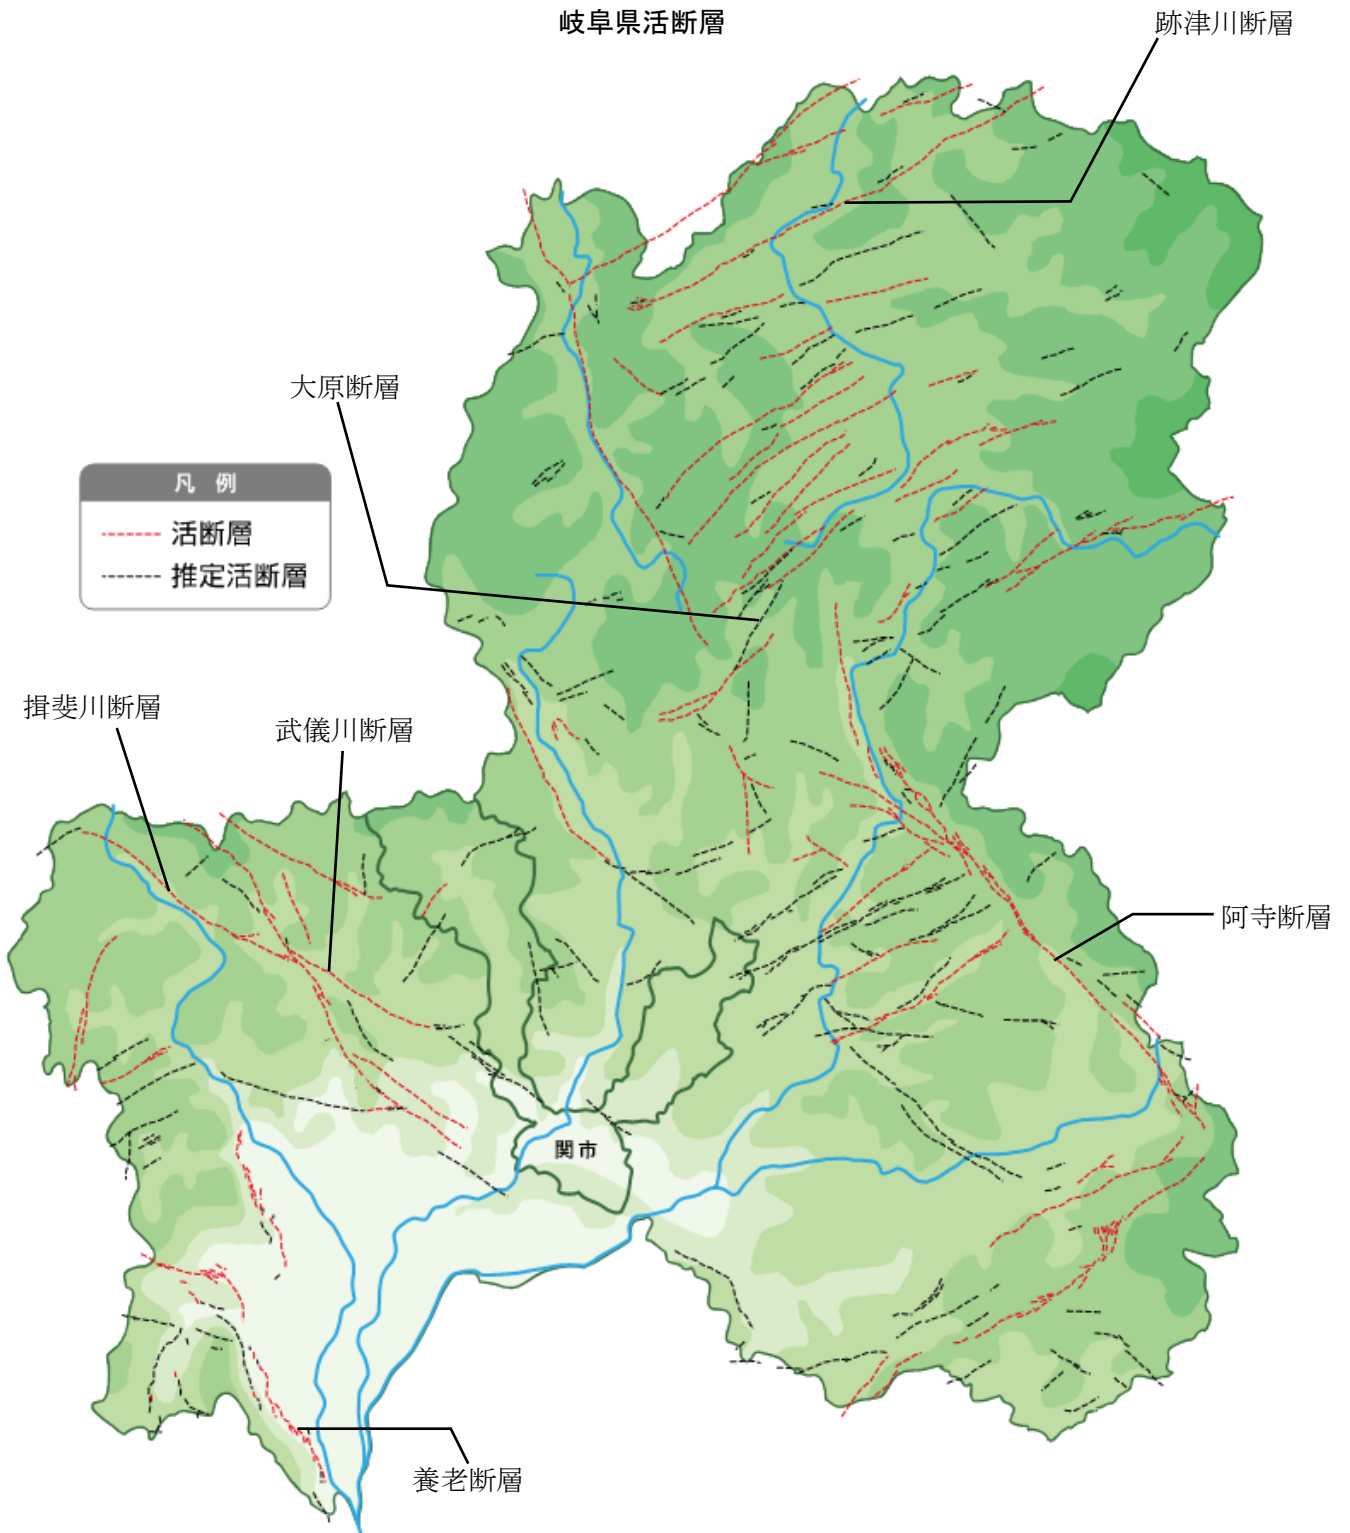 岐阜県活断層
跡津川断層
大原断層
凡 例
活断層
推定活断層
揖斐川断層
武儀川断層
阿寺断層
関市
養老断層